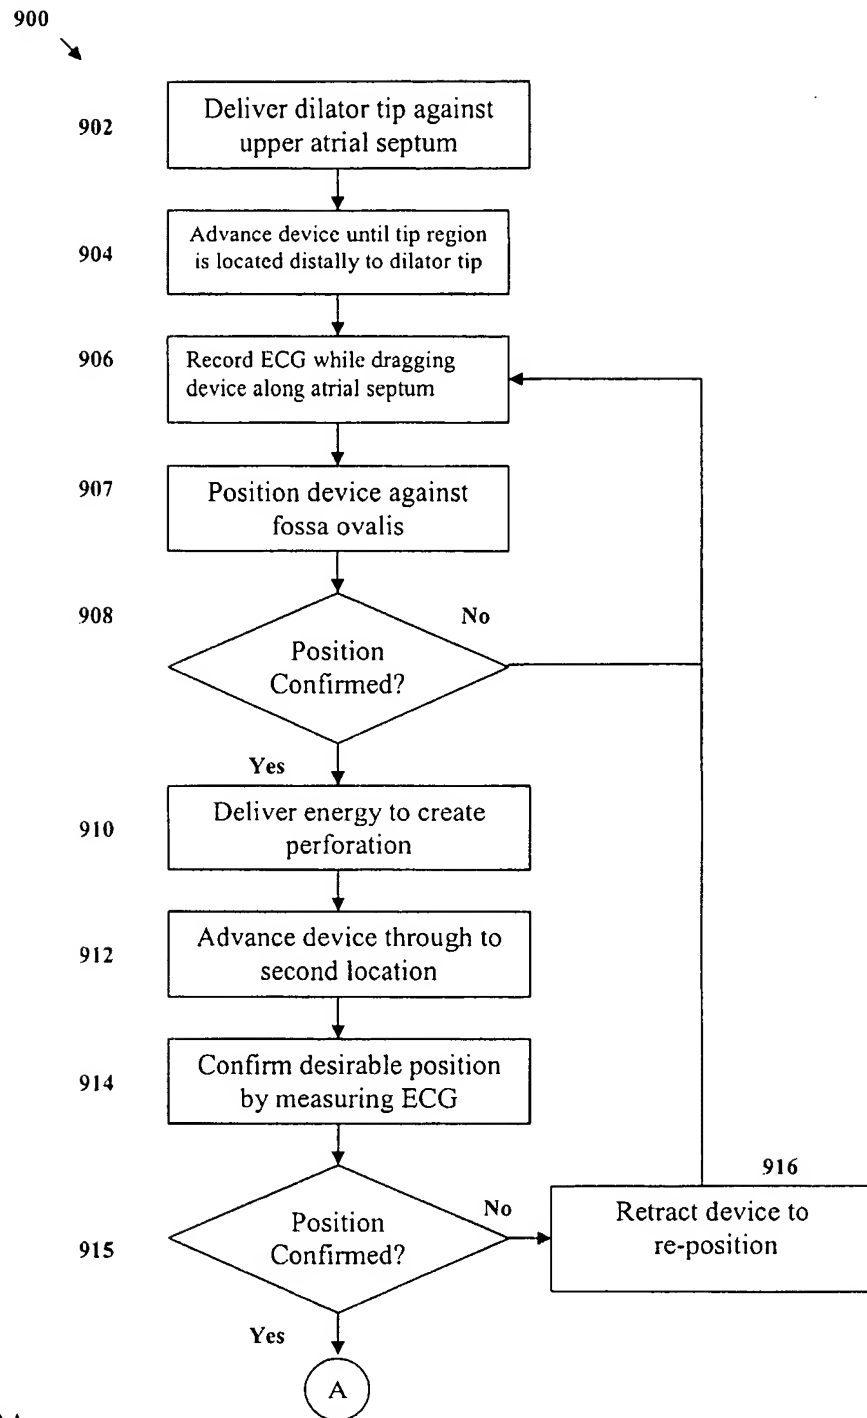 900
902
Deliver dilator tip against
upper atrial septum
904
Advance device until tip region
is located distally to dilator tip
906
Record ECG while dragging
device along atrial septum
907
Position device against
fossa ovalis
908
No
Position
Confirmed?
Yes
910
Deliver energy to create
perforation
912
Advance device through to
second location
914
Confirm desirable position
by measuring ECG
916
915
Position
Confirmed?
No
Retract device to
re-position
Yes
A